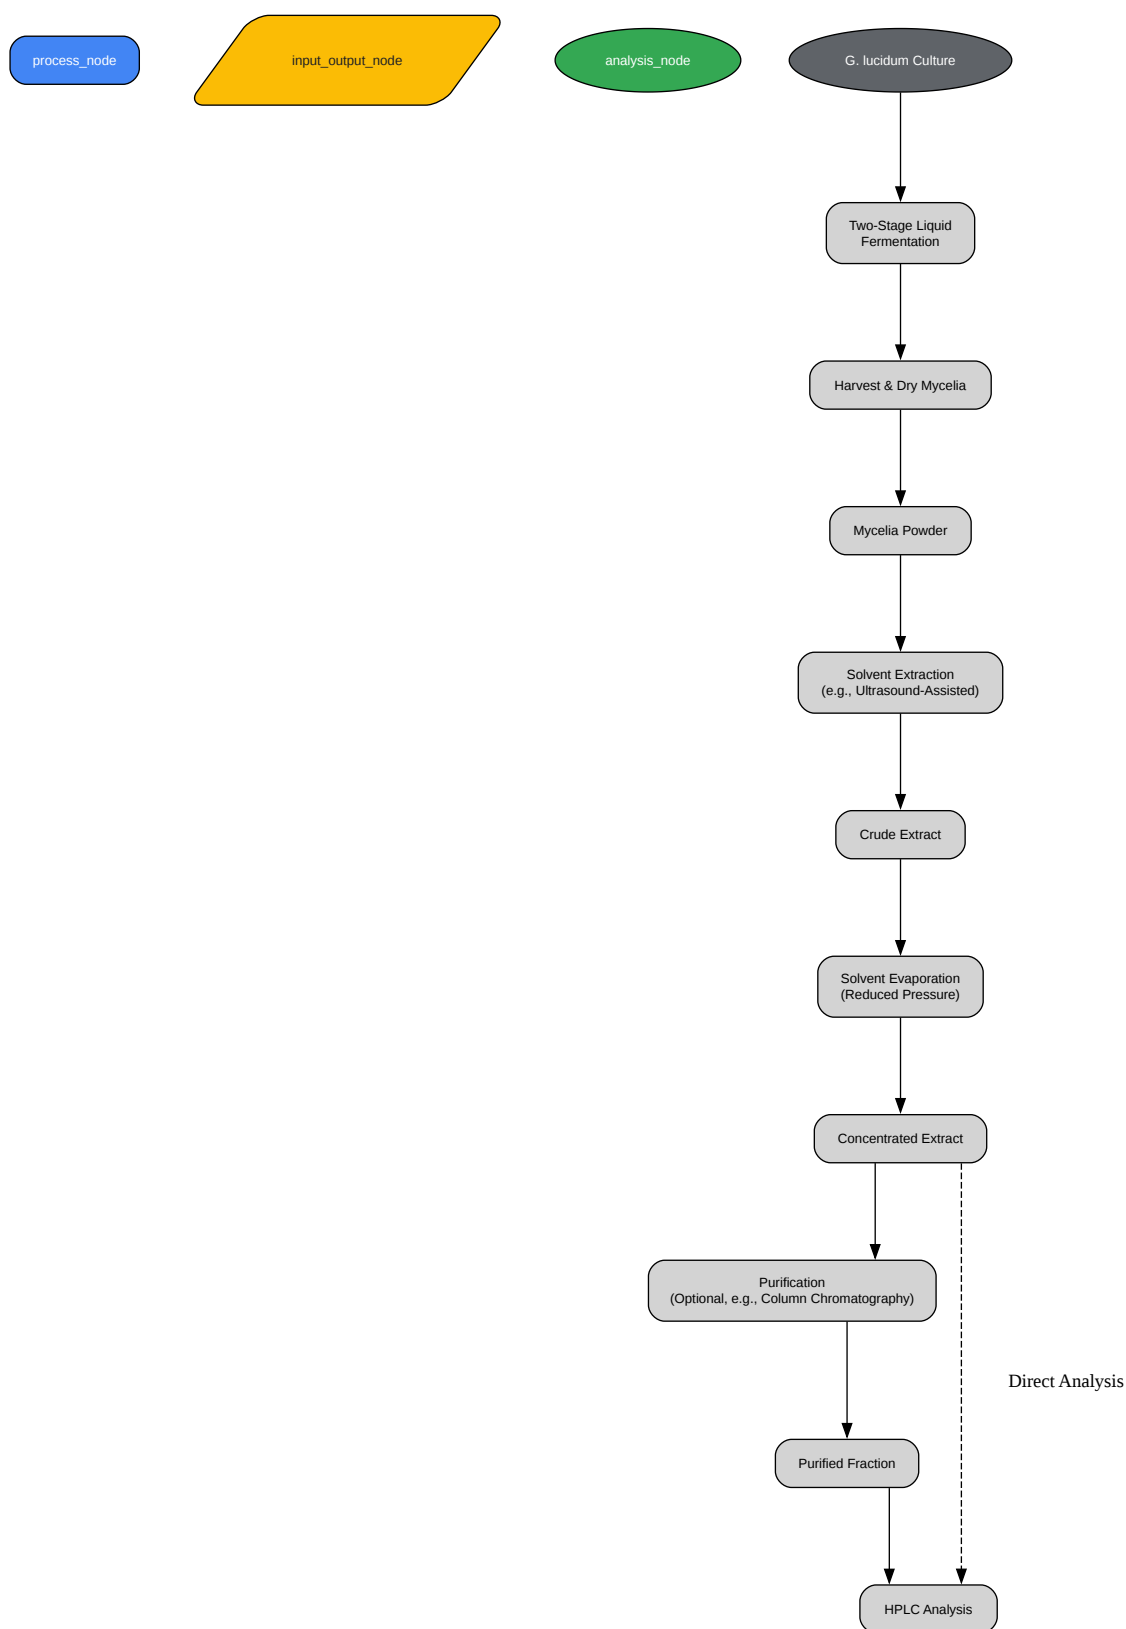 process_node
input_output_node
analysis_node
G. lucidum Culture
Two-Stage Liquid
Fermentation
Harvest & Dry Mycelia
Mycelia Powder
Solvent Extraction
(e.g., Ultrasound-Assisted)
Crude Extract
Solvent Evaporation
(Reduced Pressure)
Concentrated Extract
Purification
(Optional, e.g., Column Chromatography)
Direct Analysis
Purified Fraction
HPLC Analysis